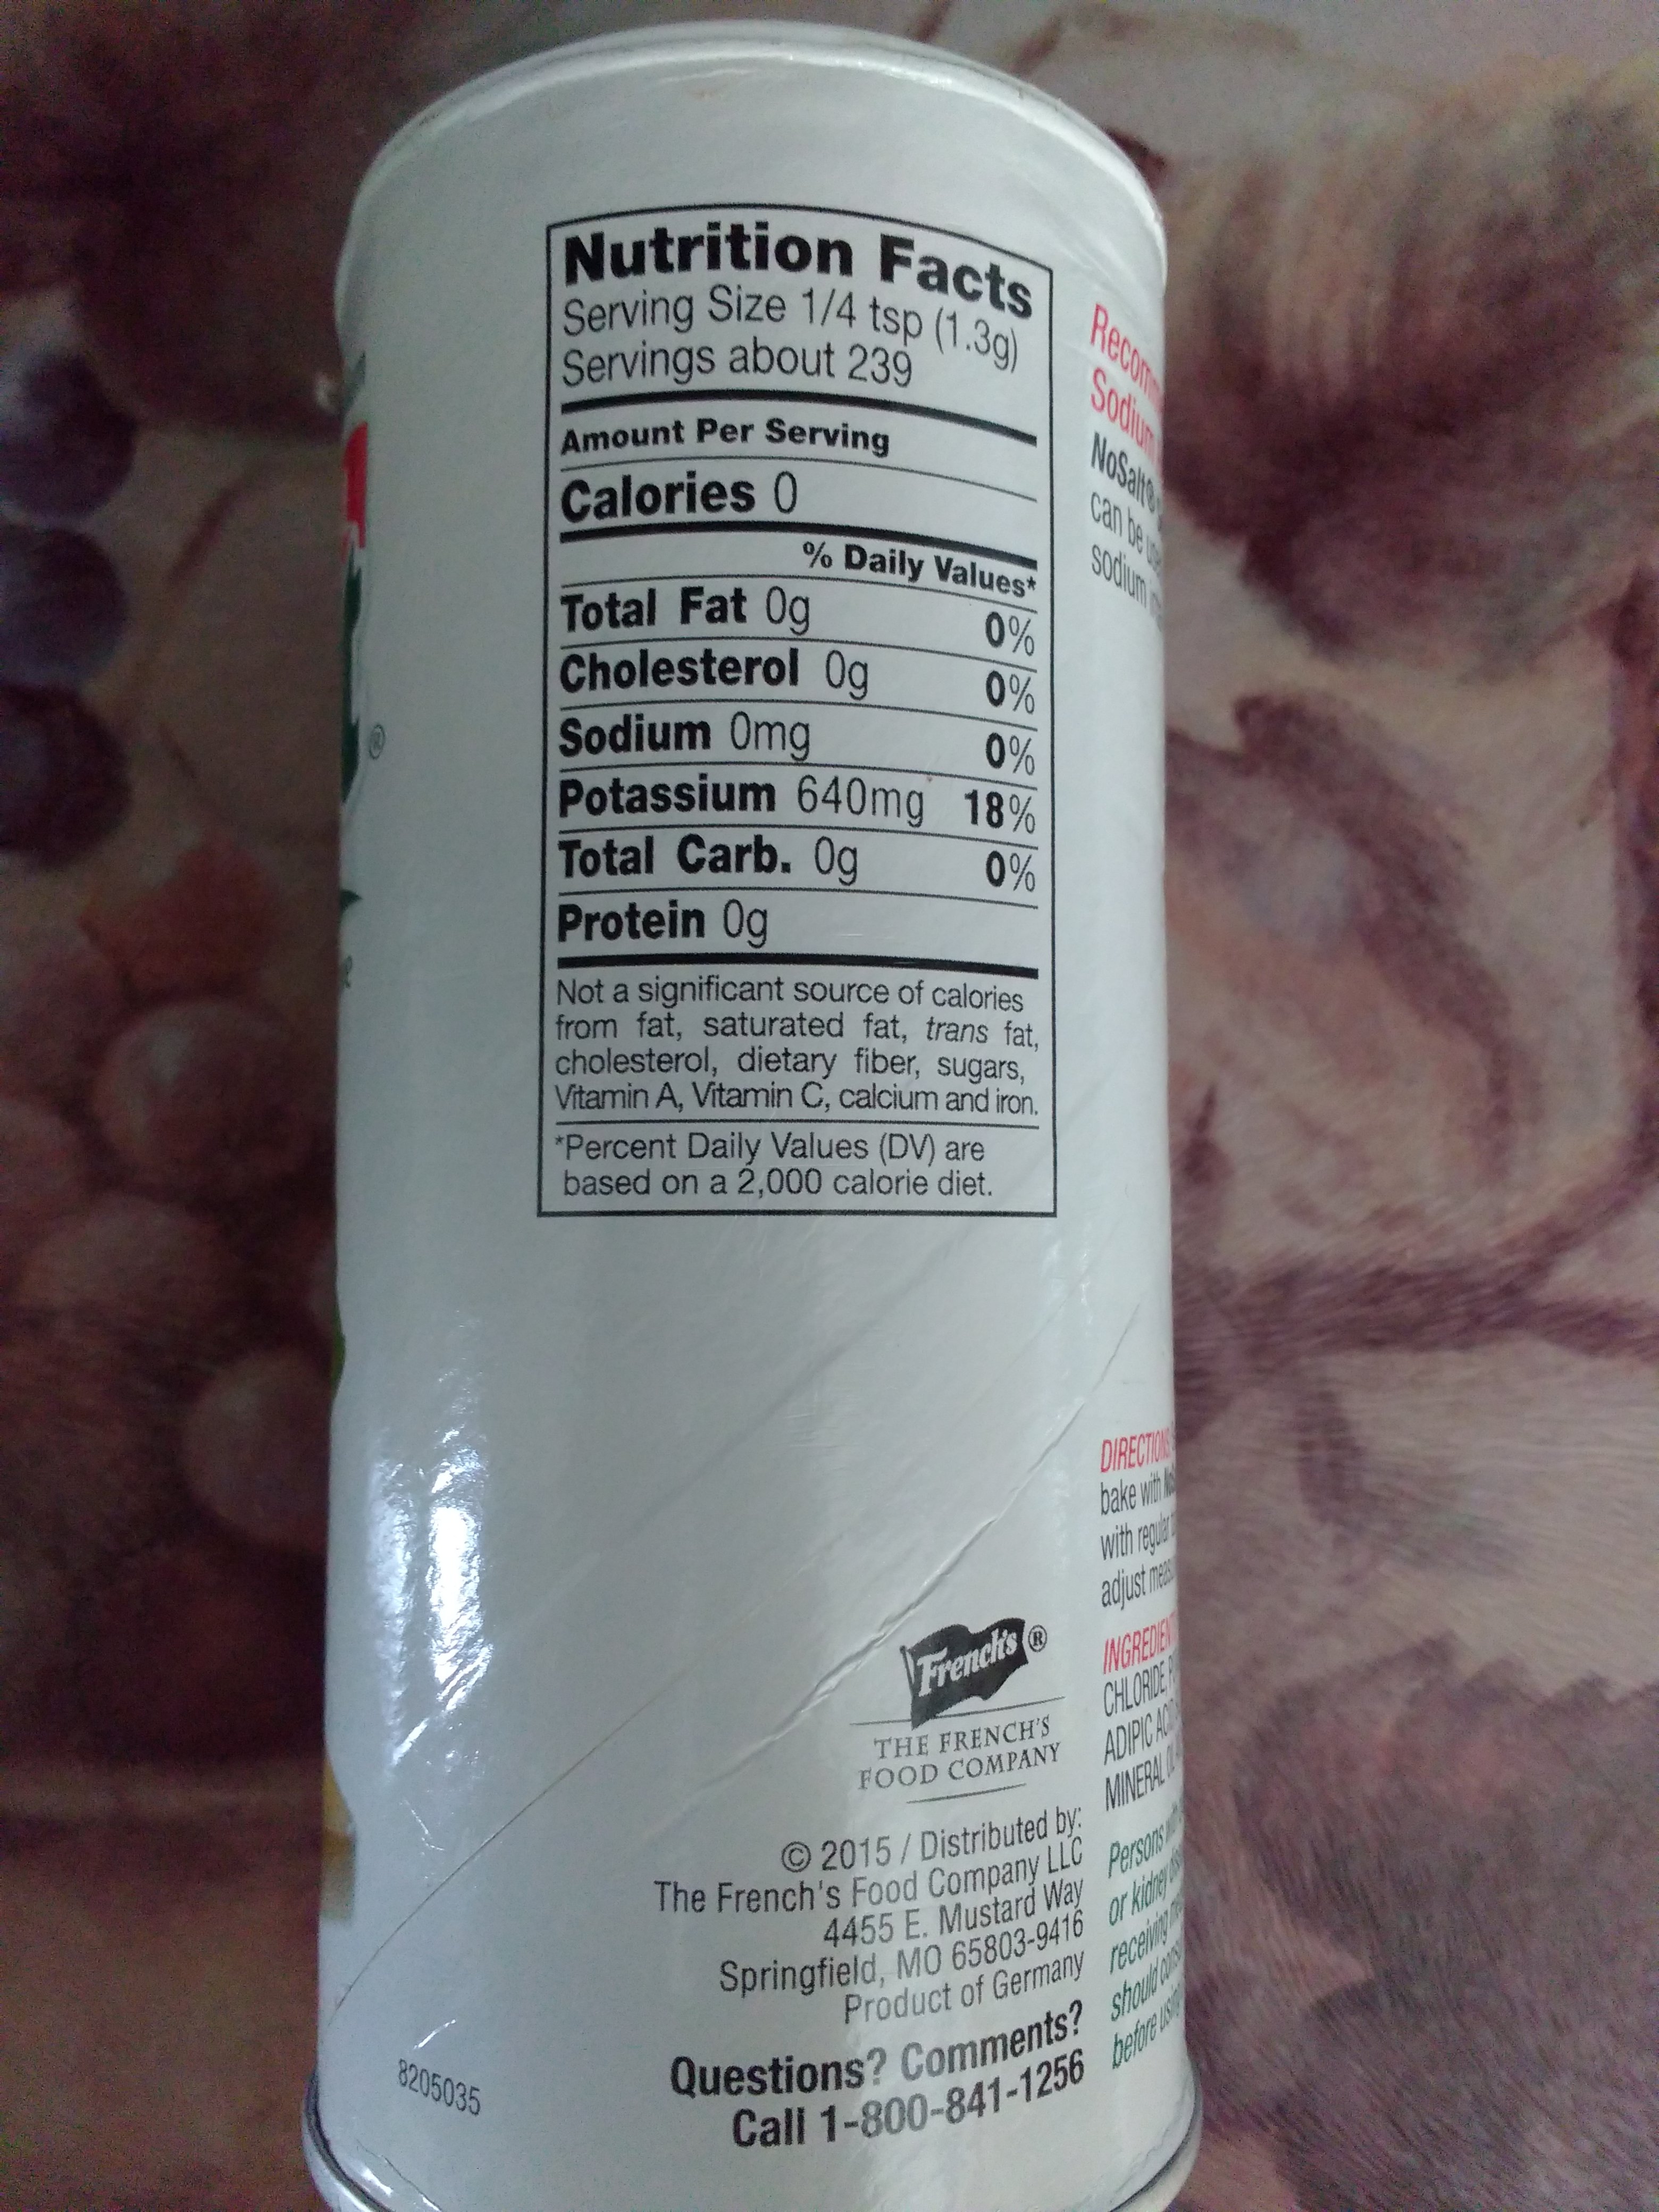 Nutrition Facts
Serving Size 1/4 tsp (1.3g)
Servings about 239
Amount Per Serving
Calories 0
% Daily Values*
Total Fat 0g 0%
Cholesterol 0g 0%
Sodium 0mg 0%
Potassium 640mg 18%
Total Carb. 0g 0%
Protein 0g
Not a significant source of calories
from fat, saturated fat, trans fat,
cholesterol, dietary fiber, sugars,
Vitamin A, Vitamin C, calcium and iron.
*Percent Daily Values (DV) are
based on a 2,000 calorie diet.
French's®
THE FRENCH'S
FOOD COMPANY
© 2015 / Distributed by:
The French's Food Company LLC
4455 E. Mustard Way
Springfield, MO 65803-9416
Product of Germany
Questions? Comments?
Call 1-800-841-1256
8205035
®
Sodium
NoSalt®
can be
sodium
bake with
with regular
adjust
CHLORIDE,
ADIPIC
MINERAL
Persons
or kidney
receiving
should
before